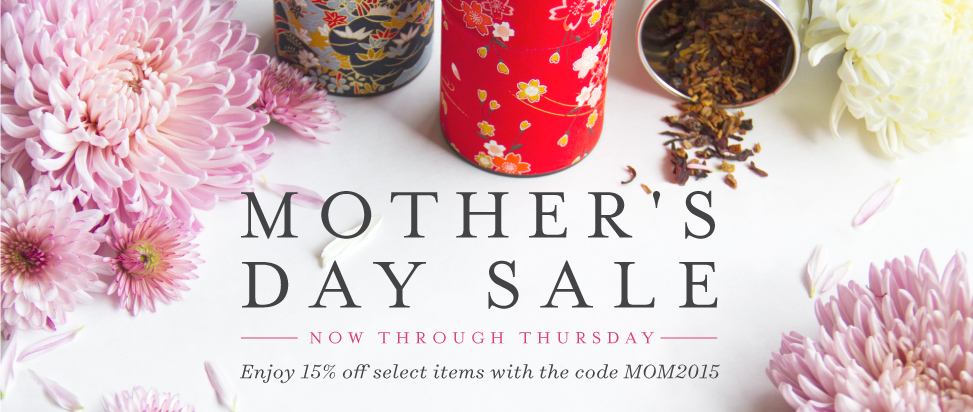 MOTHER'S
DAY SALE
NOW THROUGH THURSDAY
Enjoy 15% off select items with the code MOM2015